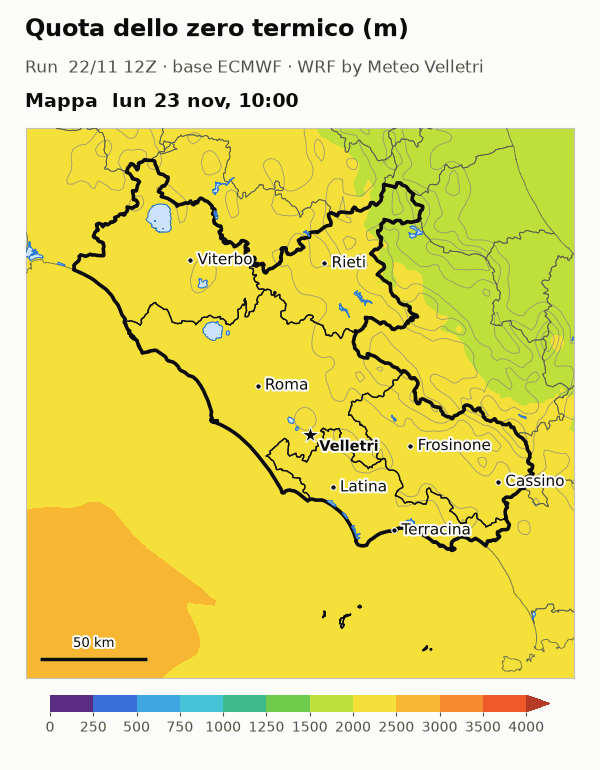 Quota dello zero termico (m)
Run  22/11 12Z · base ECMWF · WRF by Meteo Velletri
Mappa  lun 23 nov, 10:00
Viterbo
Rieti
Roma
Velletri
Frosinone
Latina
Cassino
Terracina
50 km
0 250 500 750 1000 1250 1500 2000 2500 3000 3500 4000